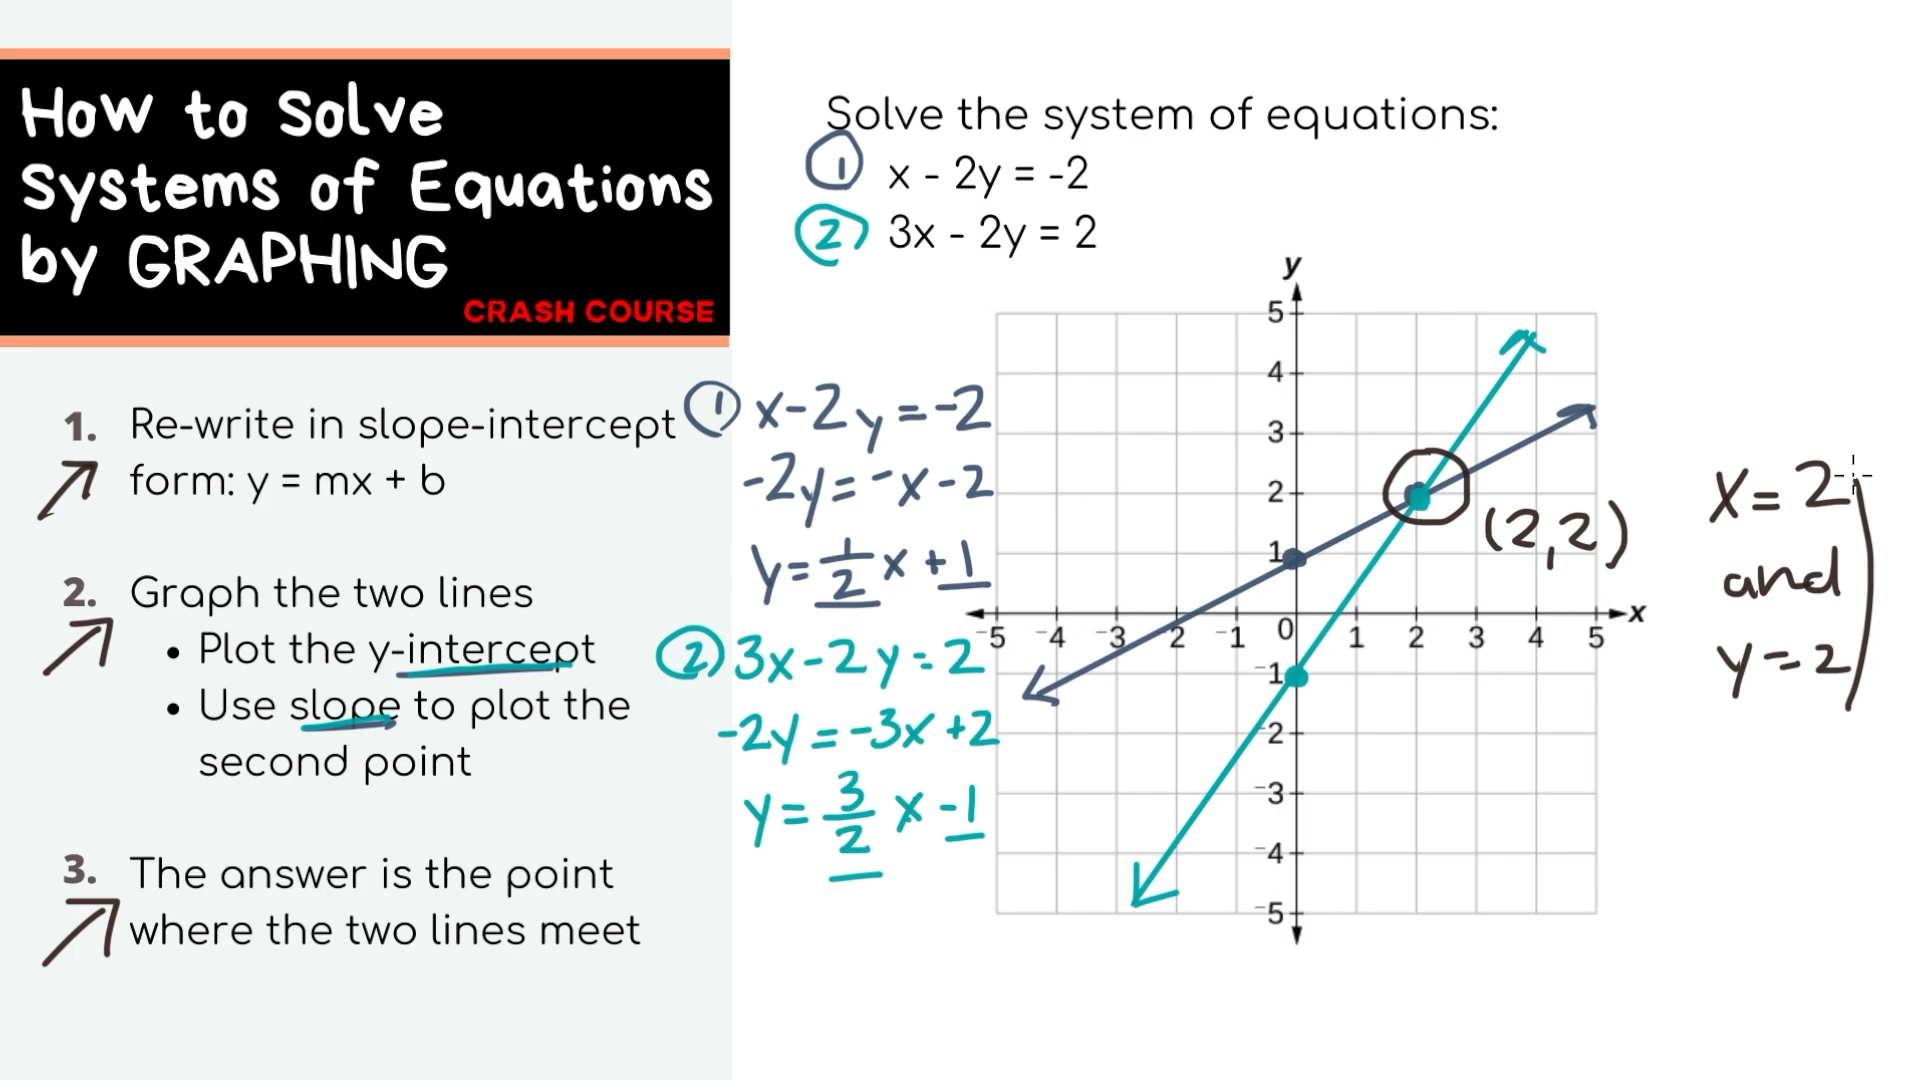 How to Solve
Systems of Equations
by GRAPHING
CRASH COURSE
1. Re-write in slope-intercept
form: y = mx + b
2. Graph the two lines
• Plot the y-intercept
• Use slope to plot the
second point
3. The answer is the point
where the two lines meet
Solve the system of equations:
① x - 2y = -2
② 3x - 2y = 2
① x-2y=-2
-2y=-x-2
y=1/2 x+1
② 3x-2y=2
-2y=-3x+2
y=3/2 x-1
y
5
4
3
2
1
-5 -4 -3 2 -1 0 1 2 3 4 5 x
-1
-2
-3
-4
-5
(2,2)
x=2
and
y=2